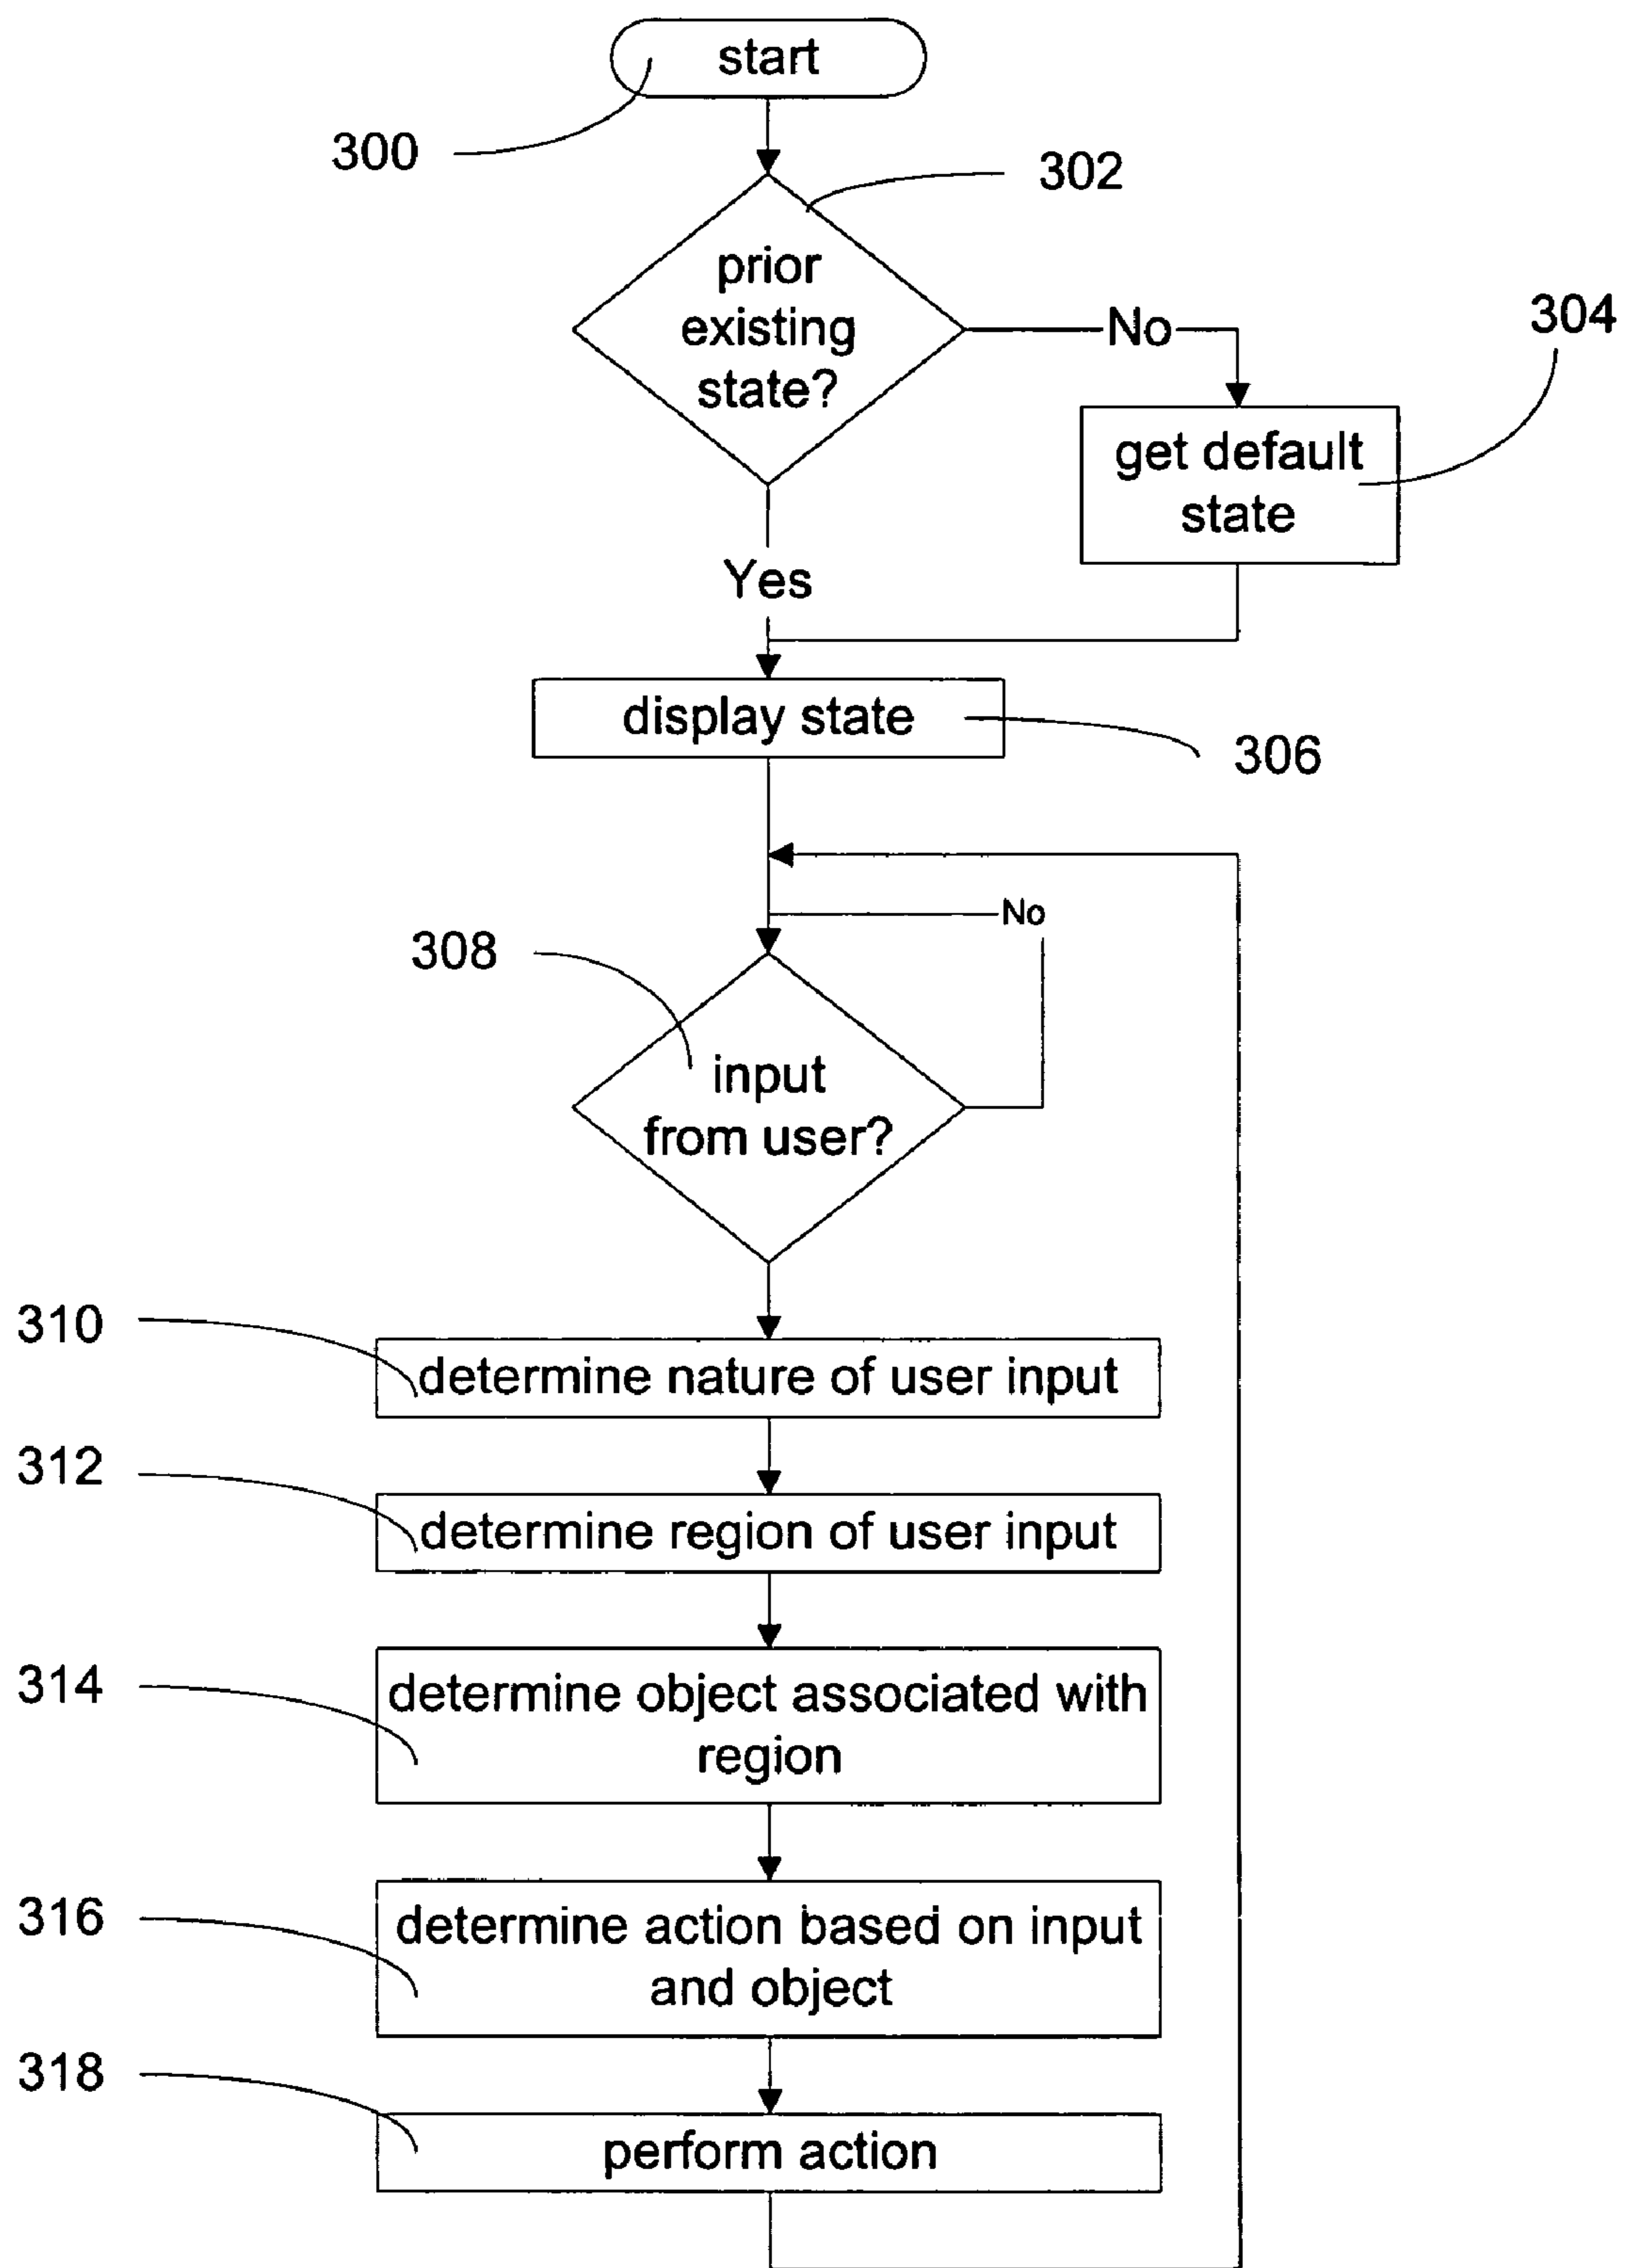 start
300
302
prior
existing
state?
No
304
get default
state
Yes
display state
306
No
308
input
from user?
310
determine nature of user input
312
determine region of user input
314
determine object associated with
region
316
determine action based on input
and object
318
perform action